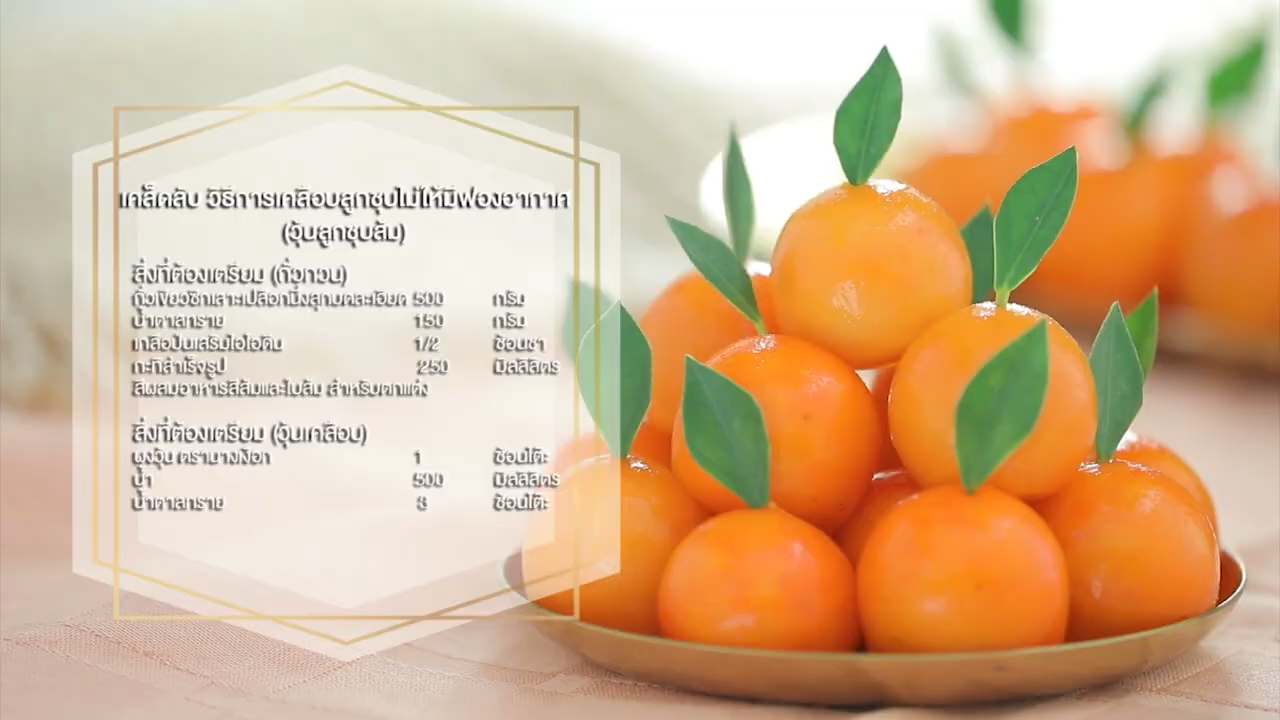 เคล็ดลับ วิธีการเคลือบลูกชุบไม่ให้มีฟองอากาศ
(วุ้นลูกชุบส้ม)
สิ่งที่ต้องเตรียม (ถั่วกวน)
ถั่วเขียวซีกเลาะเปลือกนึ่งสุกบดละเอียด 500 กรัม
น้ำตาลทราย 150 กรัม
เกลือป่นเสริมไอโอดีน 1/2 ช้อนชา
กะทิสำเร็จรูป 250 มิลลิลิตร
สีผสมอาหารสีส้มและใบส้ม สำหรับตกแต่ง
สิ่งที่ต้องเตรียม (วุ้นเคลือบ)
ผงวุ้น ตรานางเงือก 1 ช้อนโต๊ะ
น้ำ 500 มิลลิลิตร
น้ำตาลทราย 3 ช้อนโต๊ะ